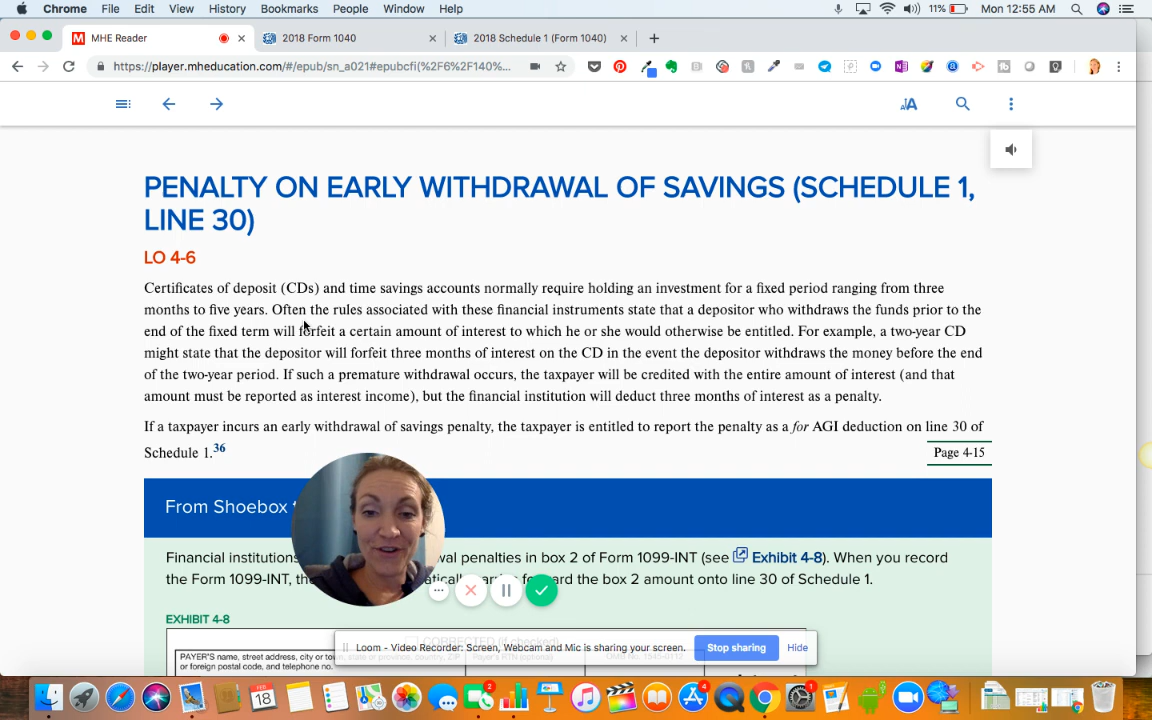 Chrome File Edit View History Bookmarks People Window Help 11% Mon 12:55 AM
MHE Reader 2018 Form 1040 2018 Schedule 1 (Form 1040)
https://player.mheducation.com/#/epub/sn_a021#epubcfi(%2F6%2F140%...
PENALTY ON EARLY WITHDRAWAL OF SAVINGS (SCHEDULE 1,
LINE 30)
LO 4-6
Certificates of deposit (CDs) and time savings accounts normally require holding an investment for a fixed period ranging from three
months to five years. Often the rules associated with these financial instruments state that a depositor who withdraws the funds prior to the
end of the fixed term will forfeit a certain amount of interest to which he or she would otherwise be entitled. For example, a two-year CD
might state that the depositor will forfeit three months of interest on the CD in the event the depositor withdraws the money before the end
of the two-year period. If such a premature withdrawal occurs, the taxpayer will be credited with the entire amount of interest (and that
amount must be reported as interest income), but the financial institution will deduct three months of interest as a penalty.
If a taxpayer incurs an early withdrawal of savings penalty, the taxpayer is entitled to report the penalty as a for AGI deduction on line 30 of
Schedule 1.36 Page 4-15
From Shoebox
Financial institutions penalties in box 2 of Form 1099-INT (see Exhibit 4-8). When you record
the Form 1099-INT, the box 2 amount onto line 30 of Schedule 1.
EXHIBIT 4-8
CORRECTED (if checked)
Loom - Video Recorder: Screen, Webcam and Mic is sharing your screen. Stop sharing Hide
PAYER'S name, street address, city or town, state or province, country, ZIP
or foreign postal code, and telephone no.
FEB
18